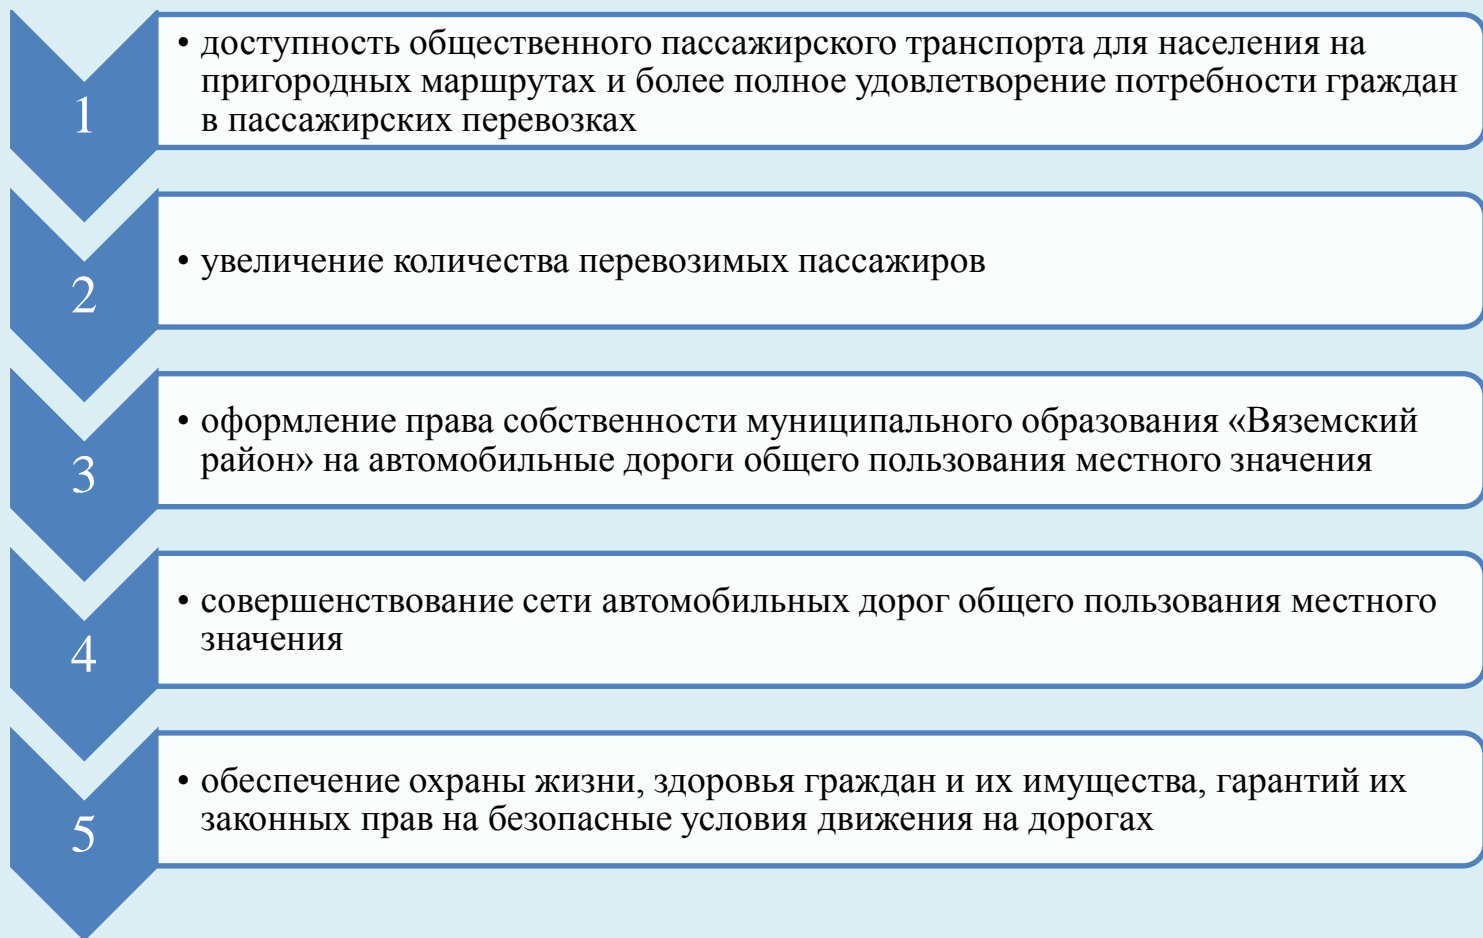 1
• доступность общественного пассажирского транспорта для населения на
пригородных маршрутах и более полное удовлетворение потребности граждан
в пассажирских перевозках
2
• увеличение количества перевозимых пассажиров
3
• оформление права собственности муниципального образования «Вяземский
район» на автомобильные дороги общего пользования местного значения
4
• совершенствование сети автомобильных дорог общего пользования местного
значения
5
• обеспечение охраны жизни, здоровья граждан и их имущества, гарантий их
законных прав на безопасные условия движения на дорогах